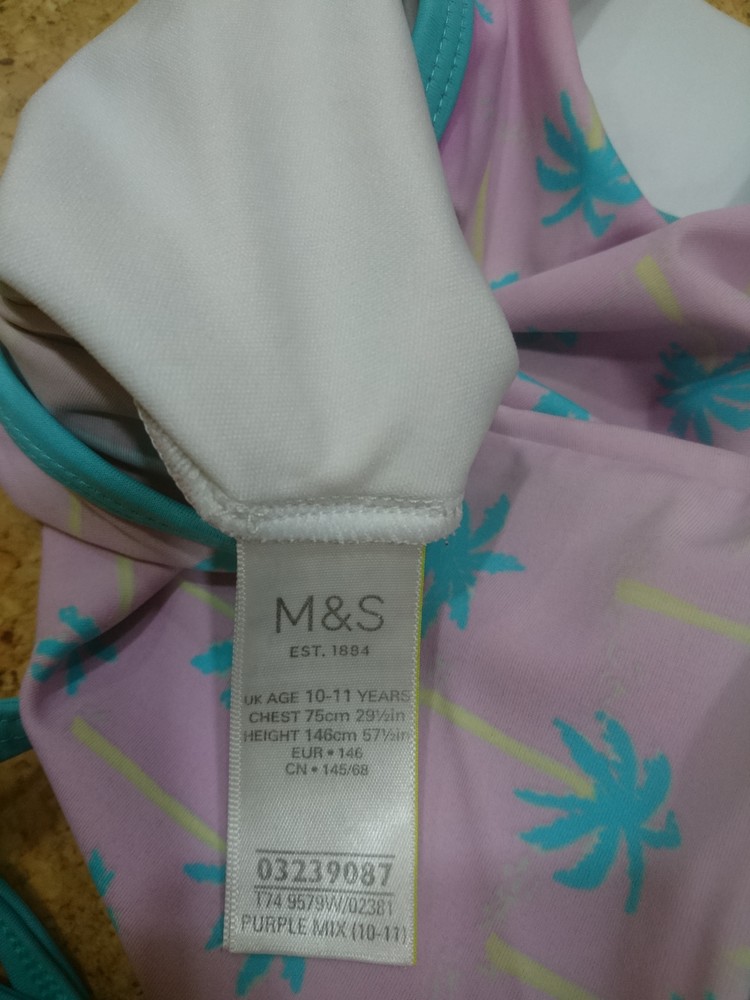 M&S
EST. 1884
UK AGE 10-11 YEARS
CHEST 75cm 29½in
HEIGHT 146cm 57½in
EUR • 146
CN • 145/68
03239087
T74 9579W/02381
PURPLE MIX (10-11)